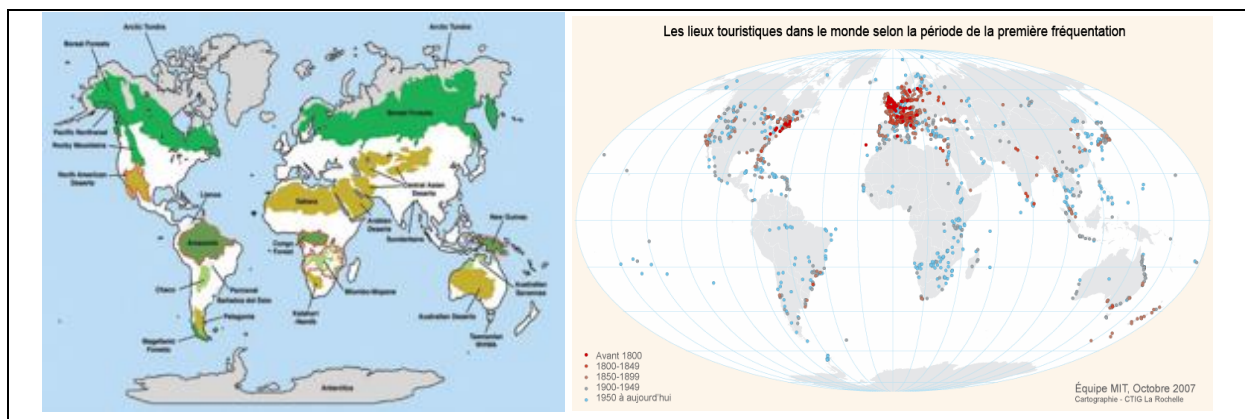 Arctic Tundra
Arctic Tundra
Boreal Forests
Boreal Forests
Pacific Northwest
Rocky Mountains
North American
Deserts
Central Asian
Deserts
Llanos
Sahara
Arabian
Deserts
New Guinea
Amazonia
Congo
Forest
Sundarbans
Chaco
Pantanal
Miombo-Mopane
Australian
Savannas
Patagonia
Kalahari
Australian Deserts
Magellanic
Forests
Tasmanian
Antarctica
Les lieux touristiques dans le monde selon la période de la première fréquentation
Avant 1800
1800-1849
1850-1899
1900-1949
1950 à aujourd'hui
Équipe MIT, Octobre 2007
Cartographie - CTIG La Rochelle